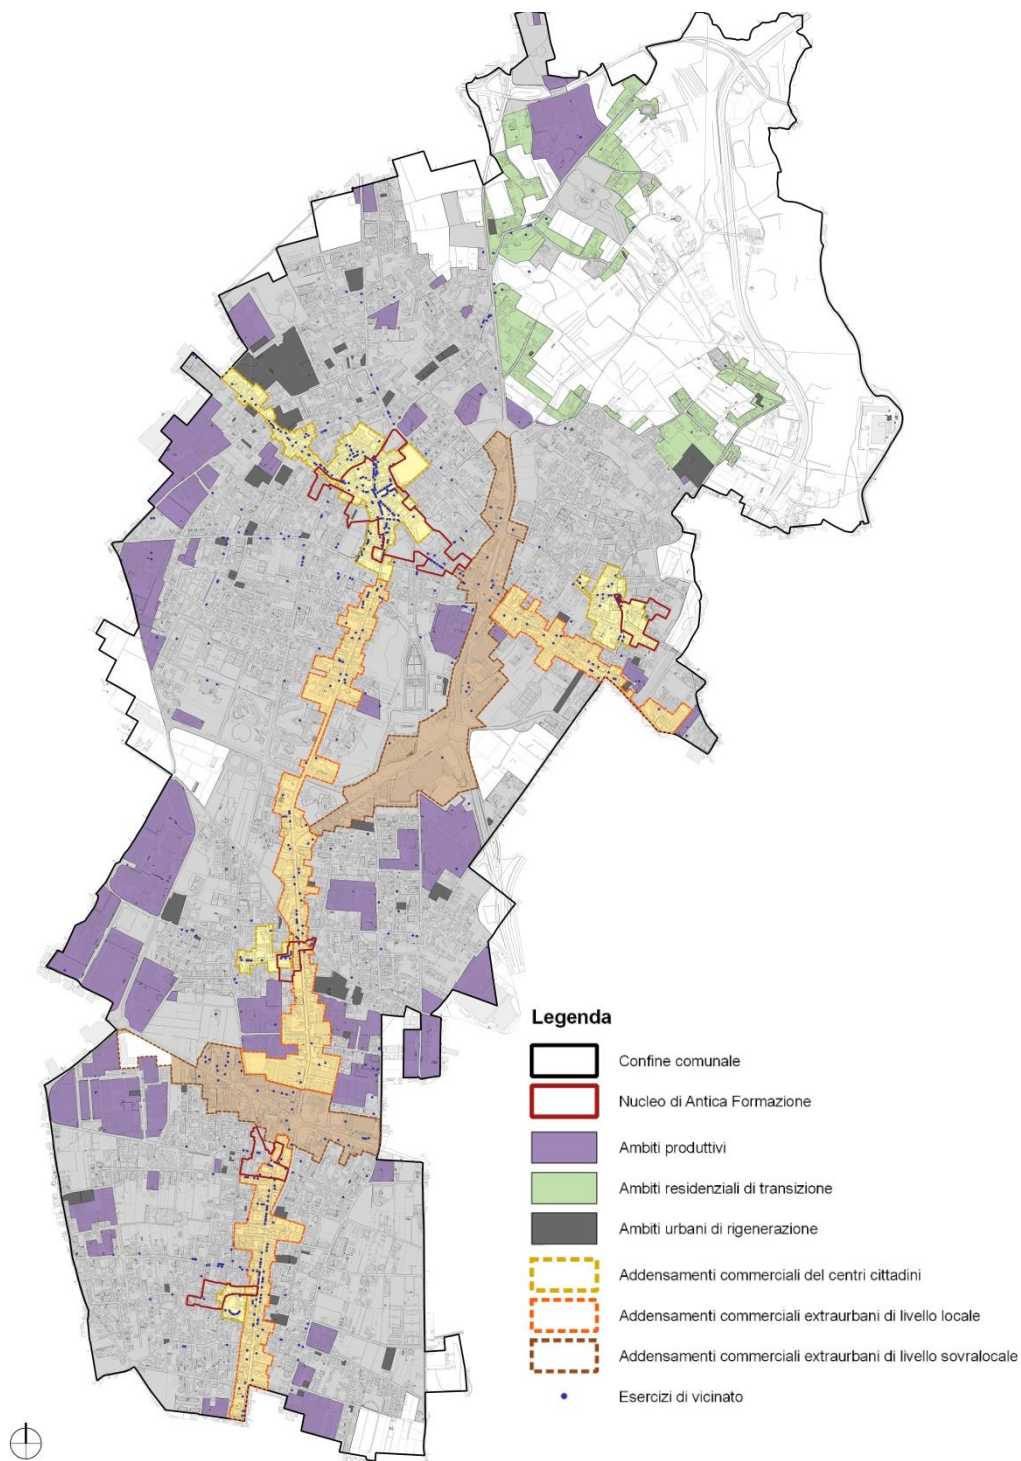 Legenda
Confine comunale
Nucleo di Antica Formazione
Ambiti produttivi
Ambiti residenziali di transizione
Ambiti urbani di rigenerazione
Addensamenti commerciali del centri cittadini
Addensamenti commerciali extraurbani di livello locale
Addensamenti commerciali extraurbani di livello sovralocale
Esercizi di vicinato